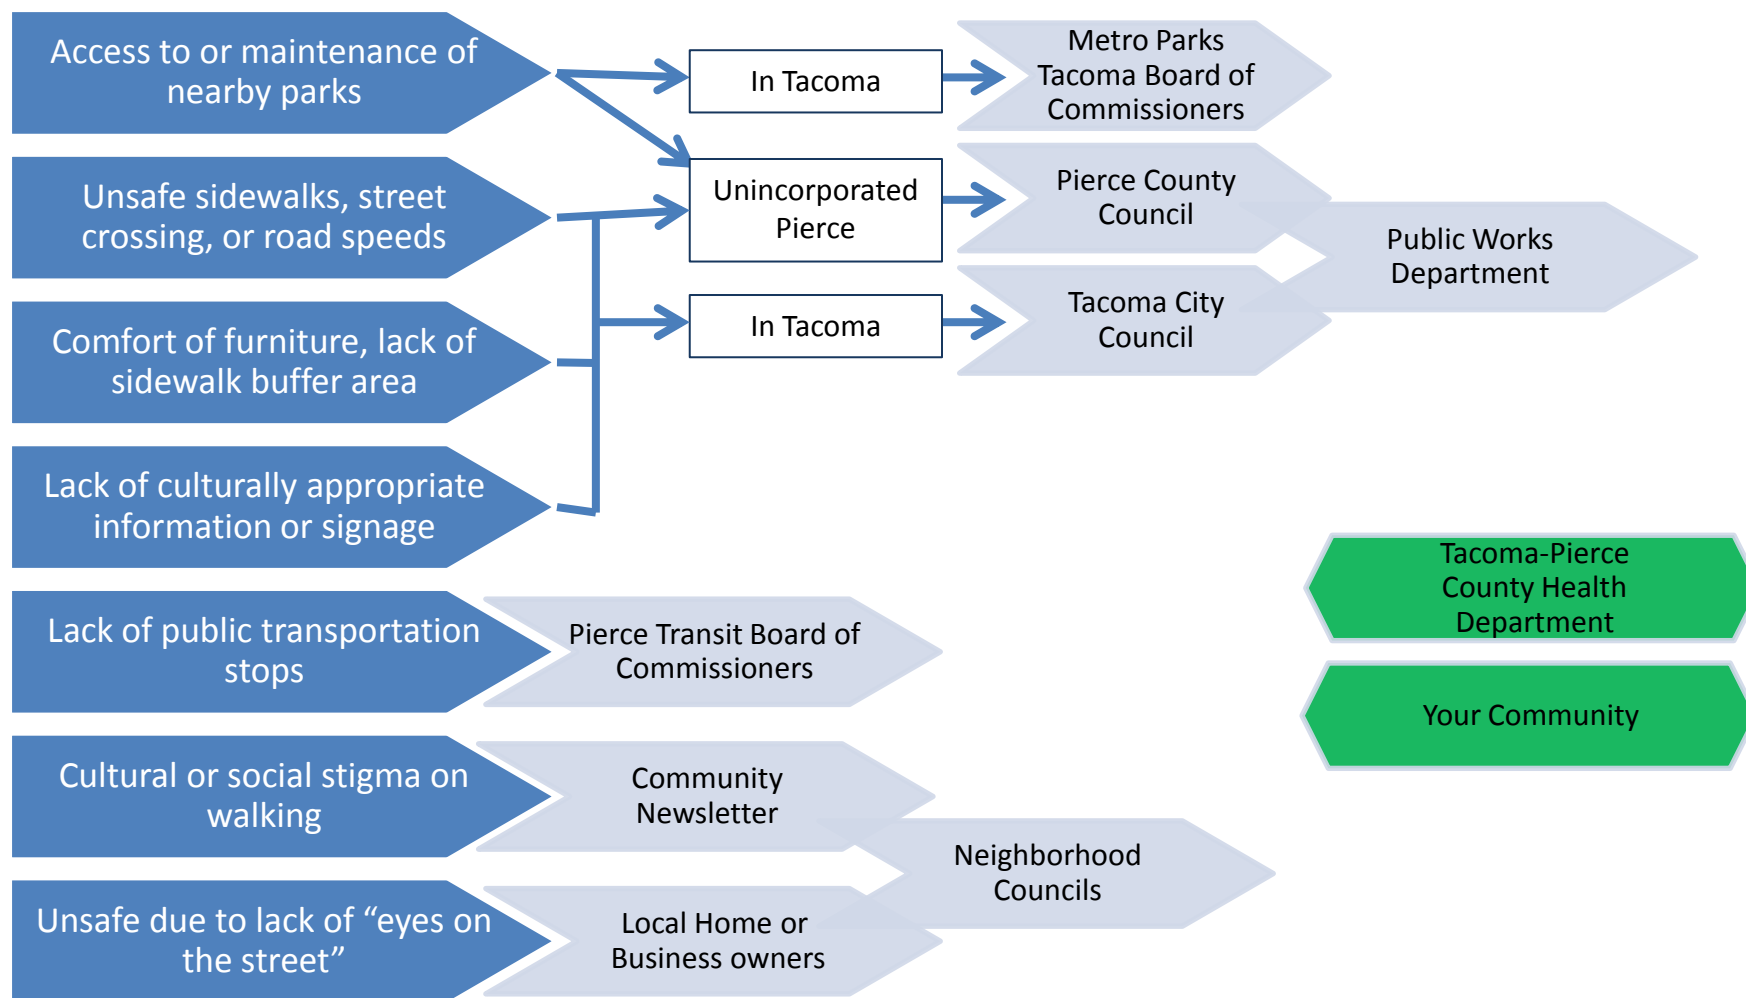 Access to or maintenance of
nearby parks
In Tacoma
Metro Parks
Tacoma Board of
Commissioners
Unsafe sidewalks, street
crossing, or road speeds
Unincorporated
Pierce
Pierce County
Council
Public Works
Department
Comfort of furniture, lack of
sidewalk buffer area
In Tacoma
Tacoma City
Council
Lack of culturally appropriate
information or signage
Tacoma-Pierce
County Health
Department
Lack of public transportation
stops
Pierce Transit Board of
Commissioners
Your Community
Cultural or social stigma on
walking
Community
Newsletter
Neighborhood
Councils
Unsafe due to lack of “eyes on
the street”
Local Home or
Business owners